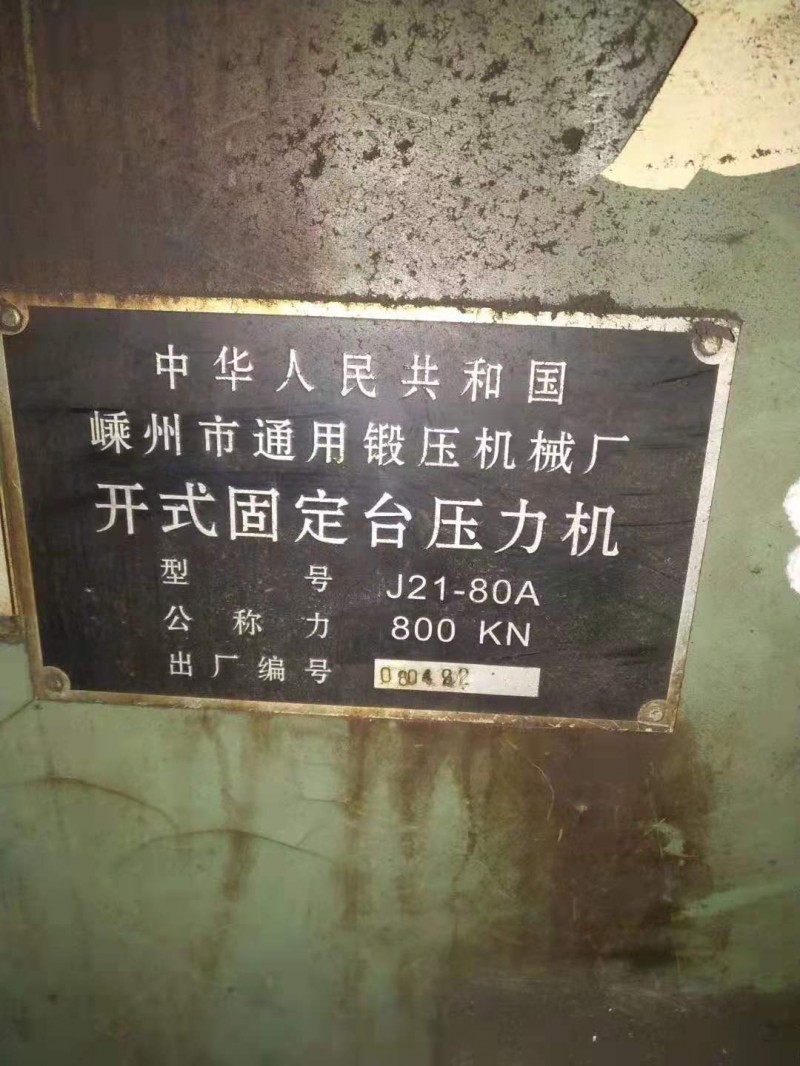 中华人民共和国
嵊州市通用锻压机械厂
开式固定台压力机
型号 J21-80A
公称力 800 KN
出厂编号